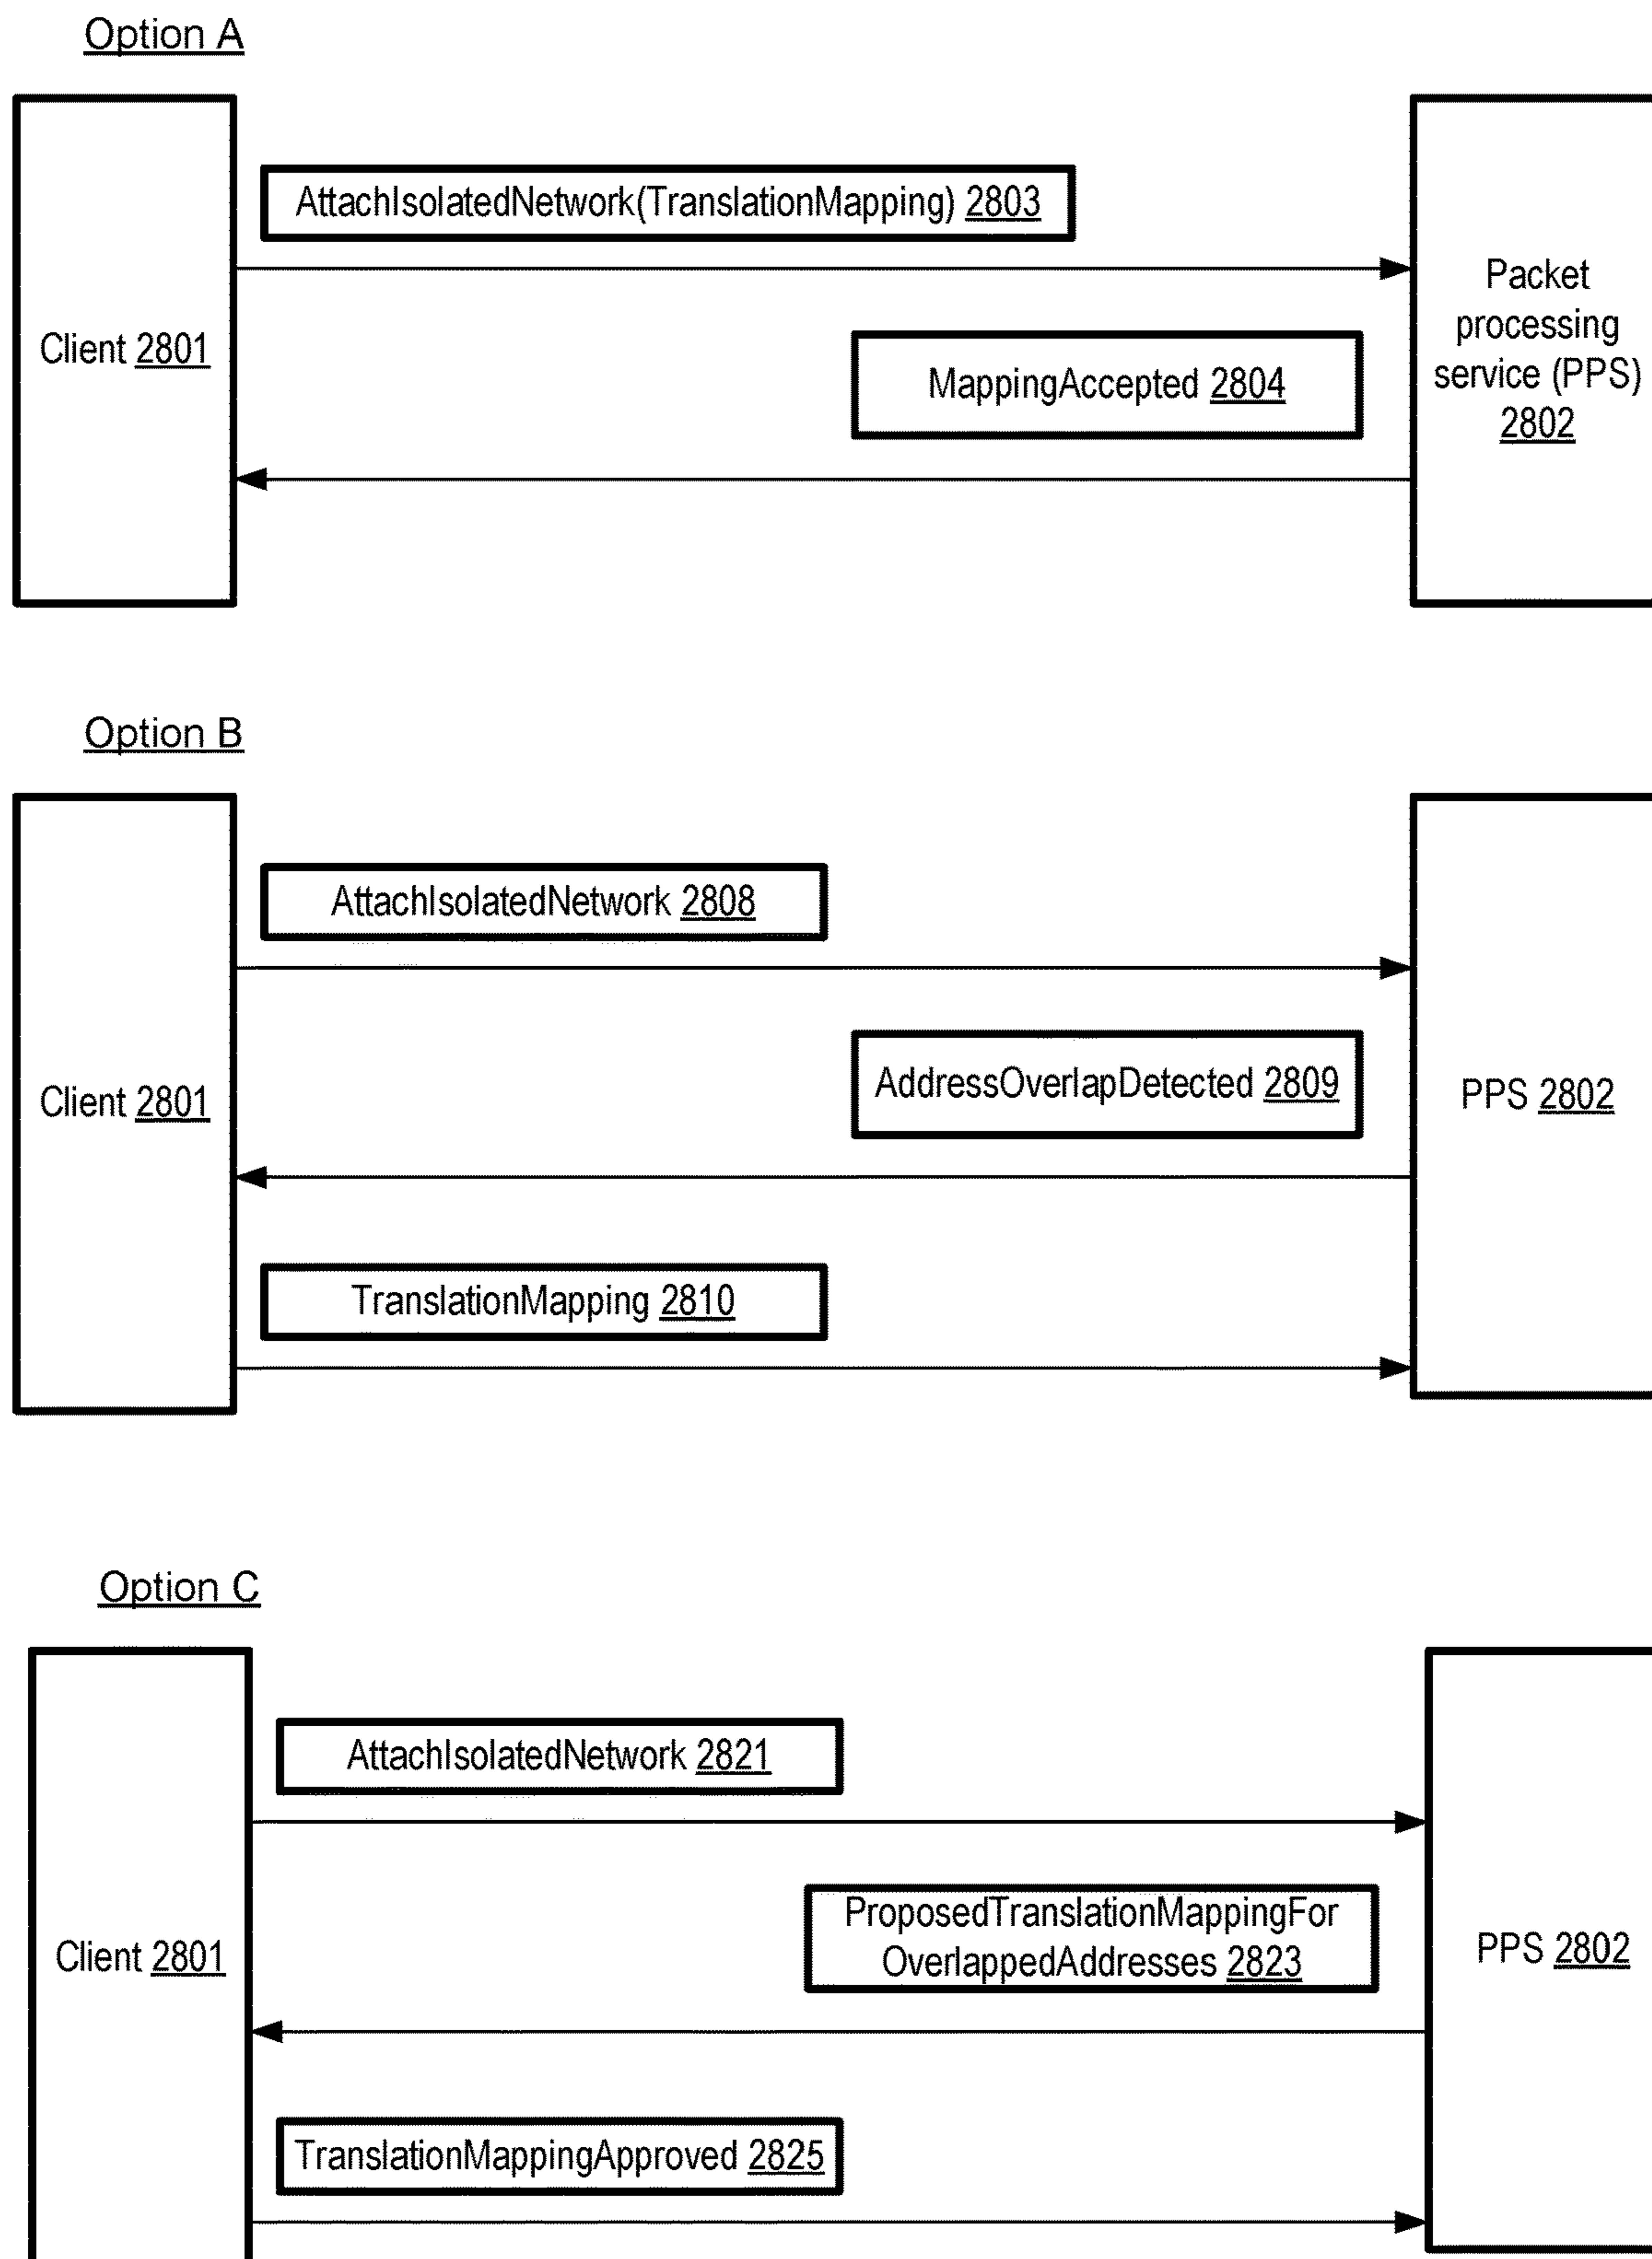 Option A
AttachIsolatedNetwork(TranslationMapping) 2803
Client 2801
MappingAccepted 2804
Packet
processing
service (PPS)
2802
Option B
AttachIsolatedNetwork 2808
Client 2801
AddressOverlapDetected 2809
PPS 2802
TranslationMapping 2810
Option C
AttachIsolatedNetwork 2821
Client 2801
ProposedTranslationMappingFor
OverlappedAddresses 2823
PPS 2802
TranslationMappingApproved 2825